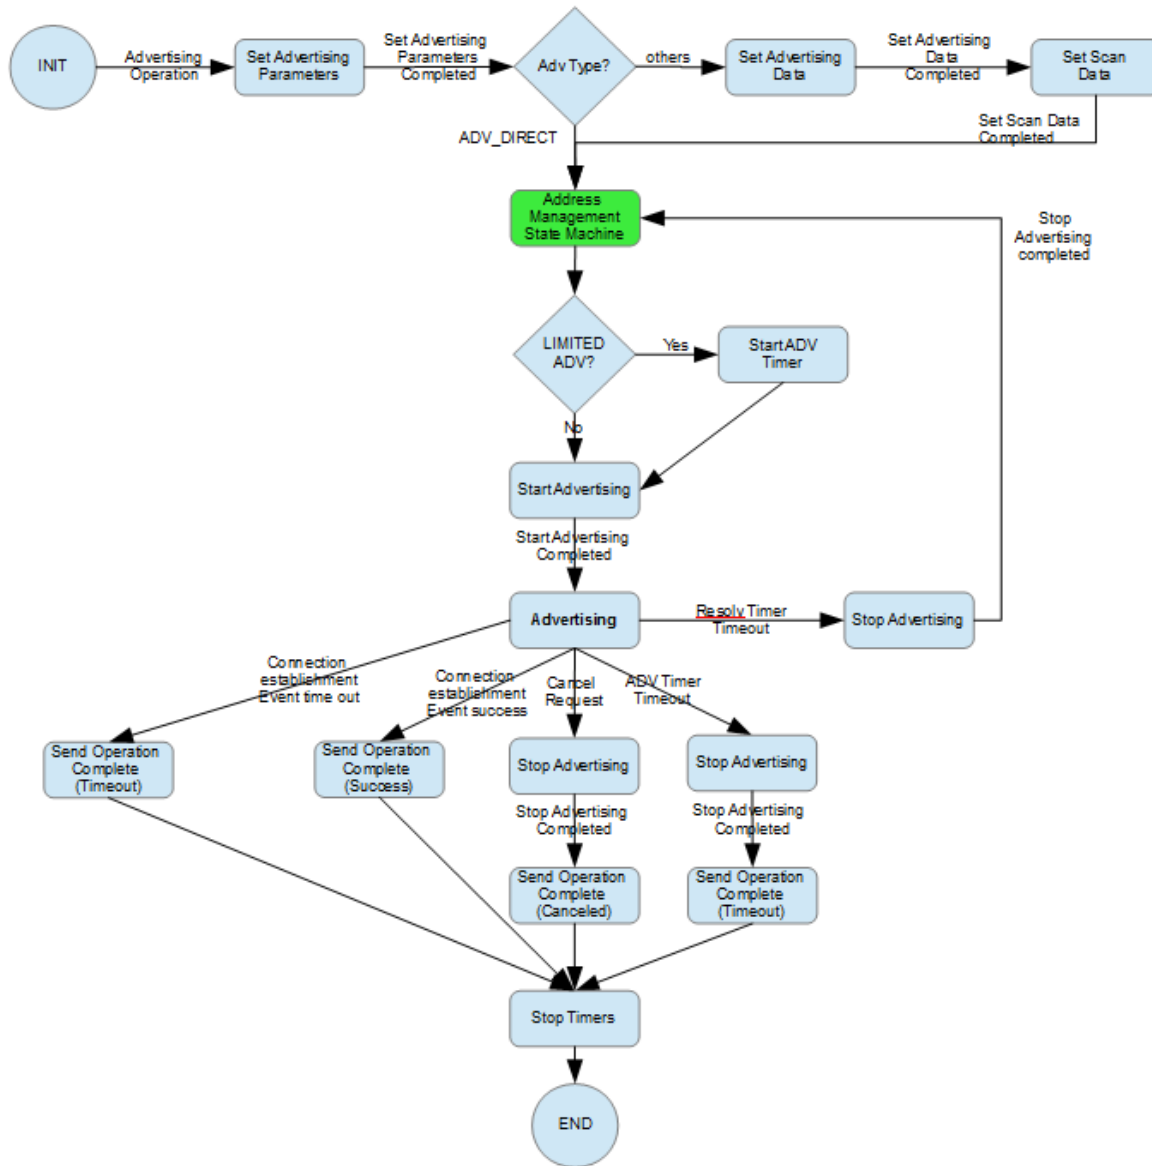 INIT
Advertising
Operation
Set Advertising
Parameters
Set Advertising
Parameters
Completed
Adv Type?
others
Set Advertising
Data
Set Advertising
Data
Completed
Set Scan
Data
ADV_DIRECT
Set Scan Data
Completed
Address
Management
State Machine
Stop
Advertising
completed
LIMITED
ADV?
Yes
Start ADV
Timer
No
Start Advertising
Start Advertising
Completed
Advertising
Resolv Timer
Timeout
Stop Advertising
Connection
establishment
Event time out
Connection
establishment
Event success
Cancel
Request
ADV Timer
Timeout
Send Operation
Complete
(Timeout)
Send Operation
Complete
(Success)
Stop Advertising
Stop Advertising
Stop Advertising
Completed
Stop Advertising
Completed
Send Operation
Complete
(Canceled)
Send Operation
Complete
(Timeout)
Stop Timers
END